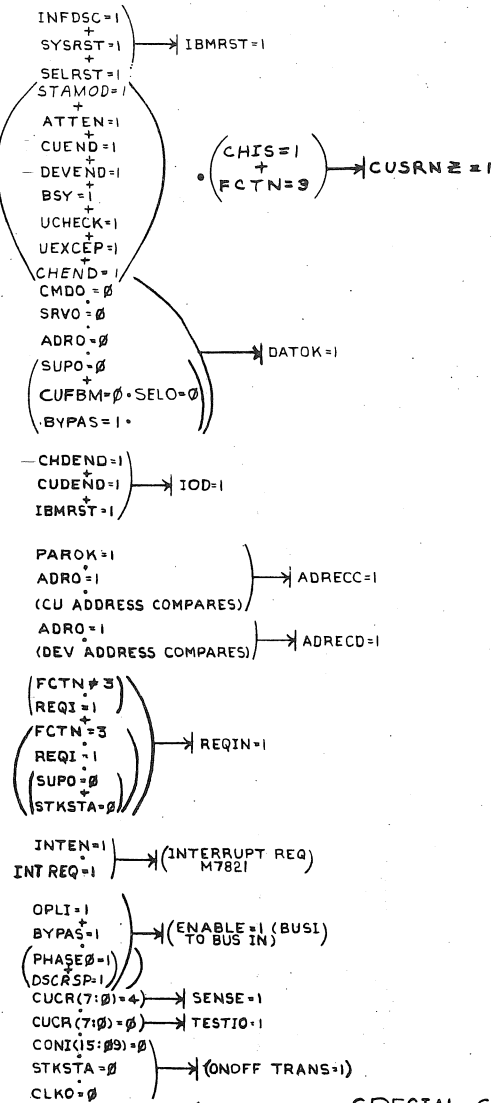 INFDSC=1
+
SYSRST=1 → IBMRST=1
+
SELRST=1
STAMOD=1
+
ATTEN=1
+
CUEND=1
+
DEVEND=1
+
BSY=1
+
UCHECK=1
+
UEXCEP=1
+
CHEND=1
· (CHIS=1
+
FCTN=3) → CUSRNZ=1
CMDO=Ø
·
SRVO=Ø
·
ADRO=Ø
·
(SUPO=Ø
+
CUFBM=Ø·SELO=Ø)
·BYPAS=1·
→ DATOK=1
CHDEND=1
+
CUDEND=1 → IOD=1
+
IBMRST=1
PAROK=1
·
ADRO=1 → ADRECC=1
·
(CU ADDRESS COMPARES)
ADRO=1
· → ADRECD=1
(DEV ADDRESS COMPARES)
(FCTN≠3
·
REQI=1)
+
(FCTN=3
·
REQI=1
·
(SUPO=Ø
+
STKSTA=Ø))
→ REQIN=1
INTEN=1
·
INT REQ=1
→ (INTERRUPT REQ)
M7821
OPLI=1
+
BYPAS=1
·
(PHASEØ=1)
+
DSCRSP=1)
→ (ENABLE=1 (BUSI)
TO BUS IN)
CUCR(7:Ø)=4) → SENSE=1
CUCR(7:Ø)=Ø) → TESTIO=1
CONI(15:Ø9)=Ø
·
STKSTA=Ø → (ONOFF TRANS=1)
·
CLKO=Ø